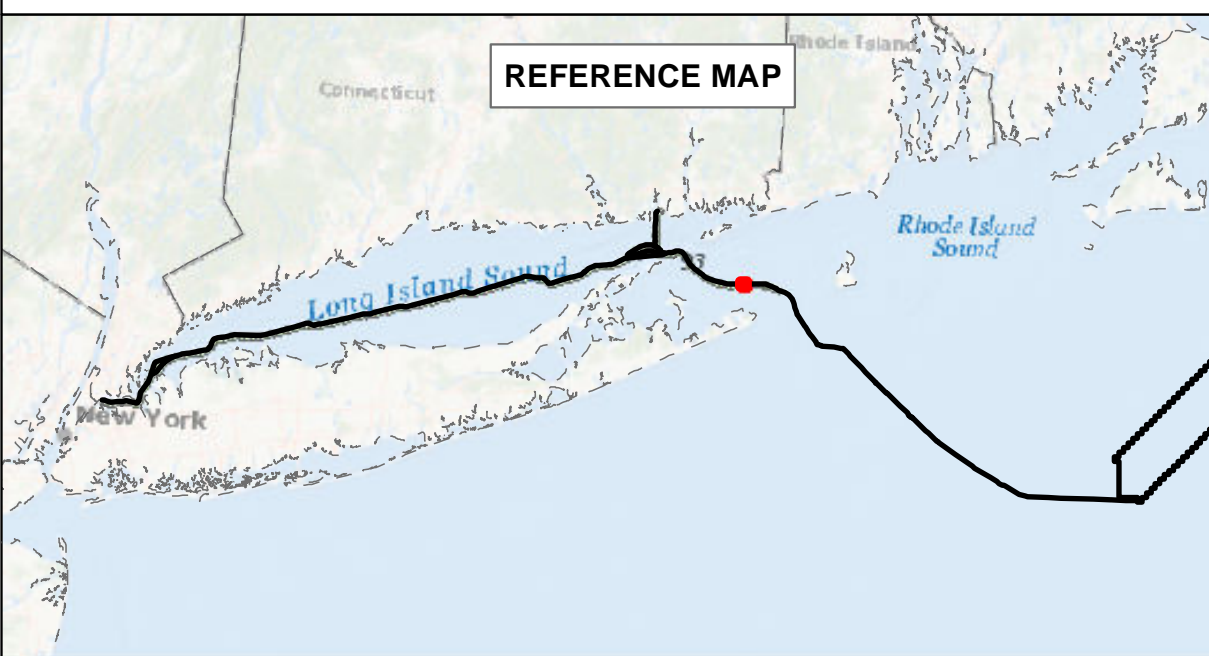 Rhode Island
REFERENCE MAP
Connecticut
Rhode Island
Sound
Long Island Sound
New York